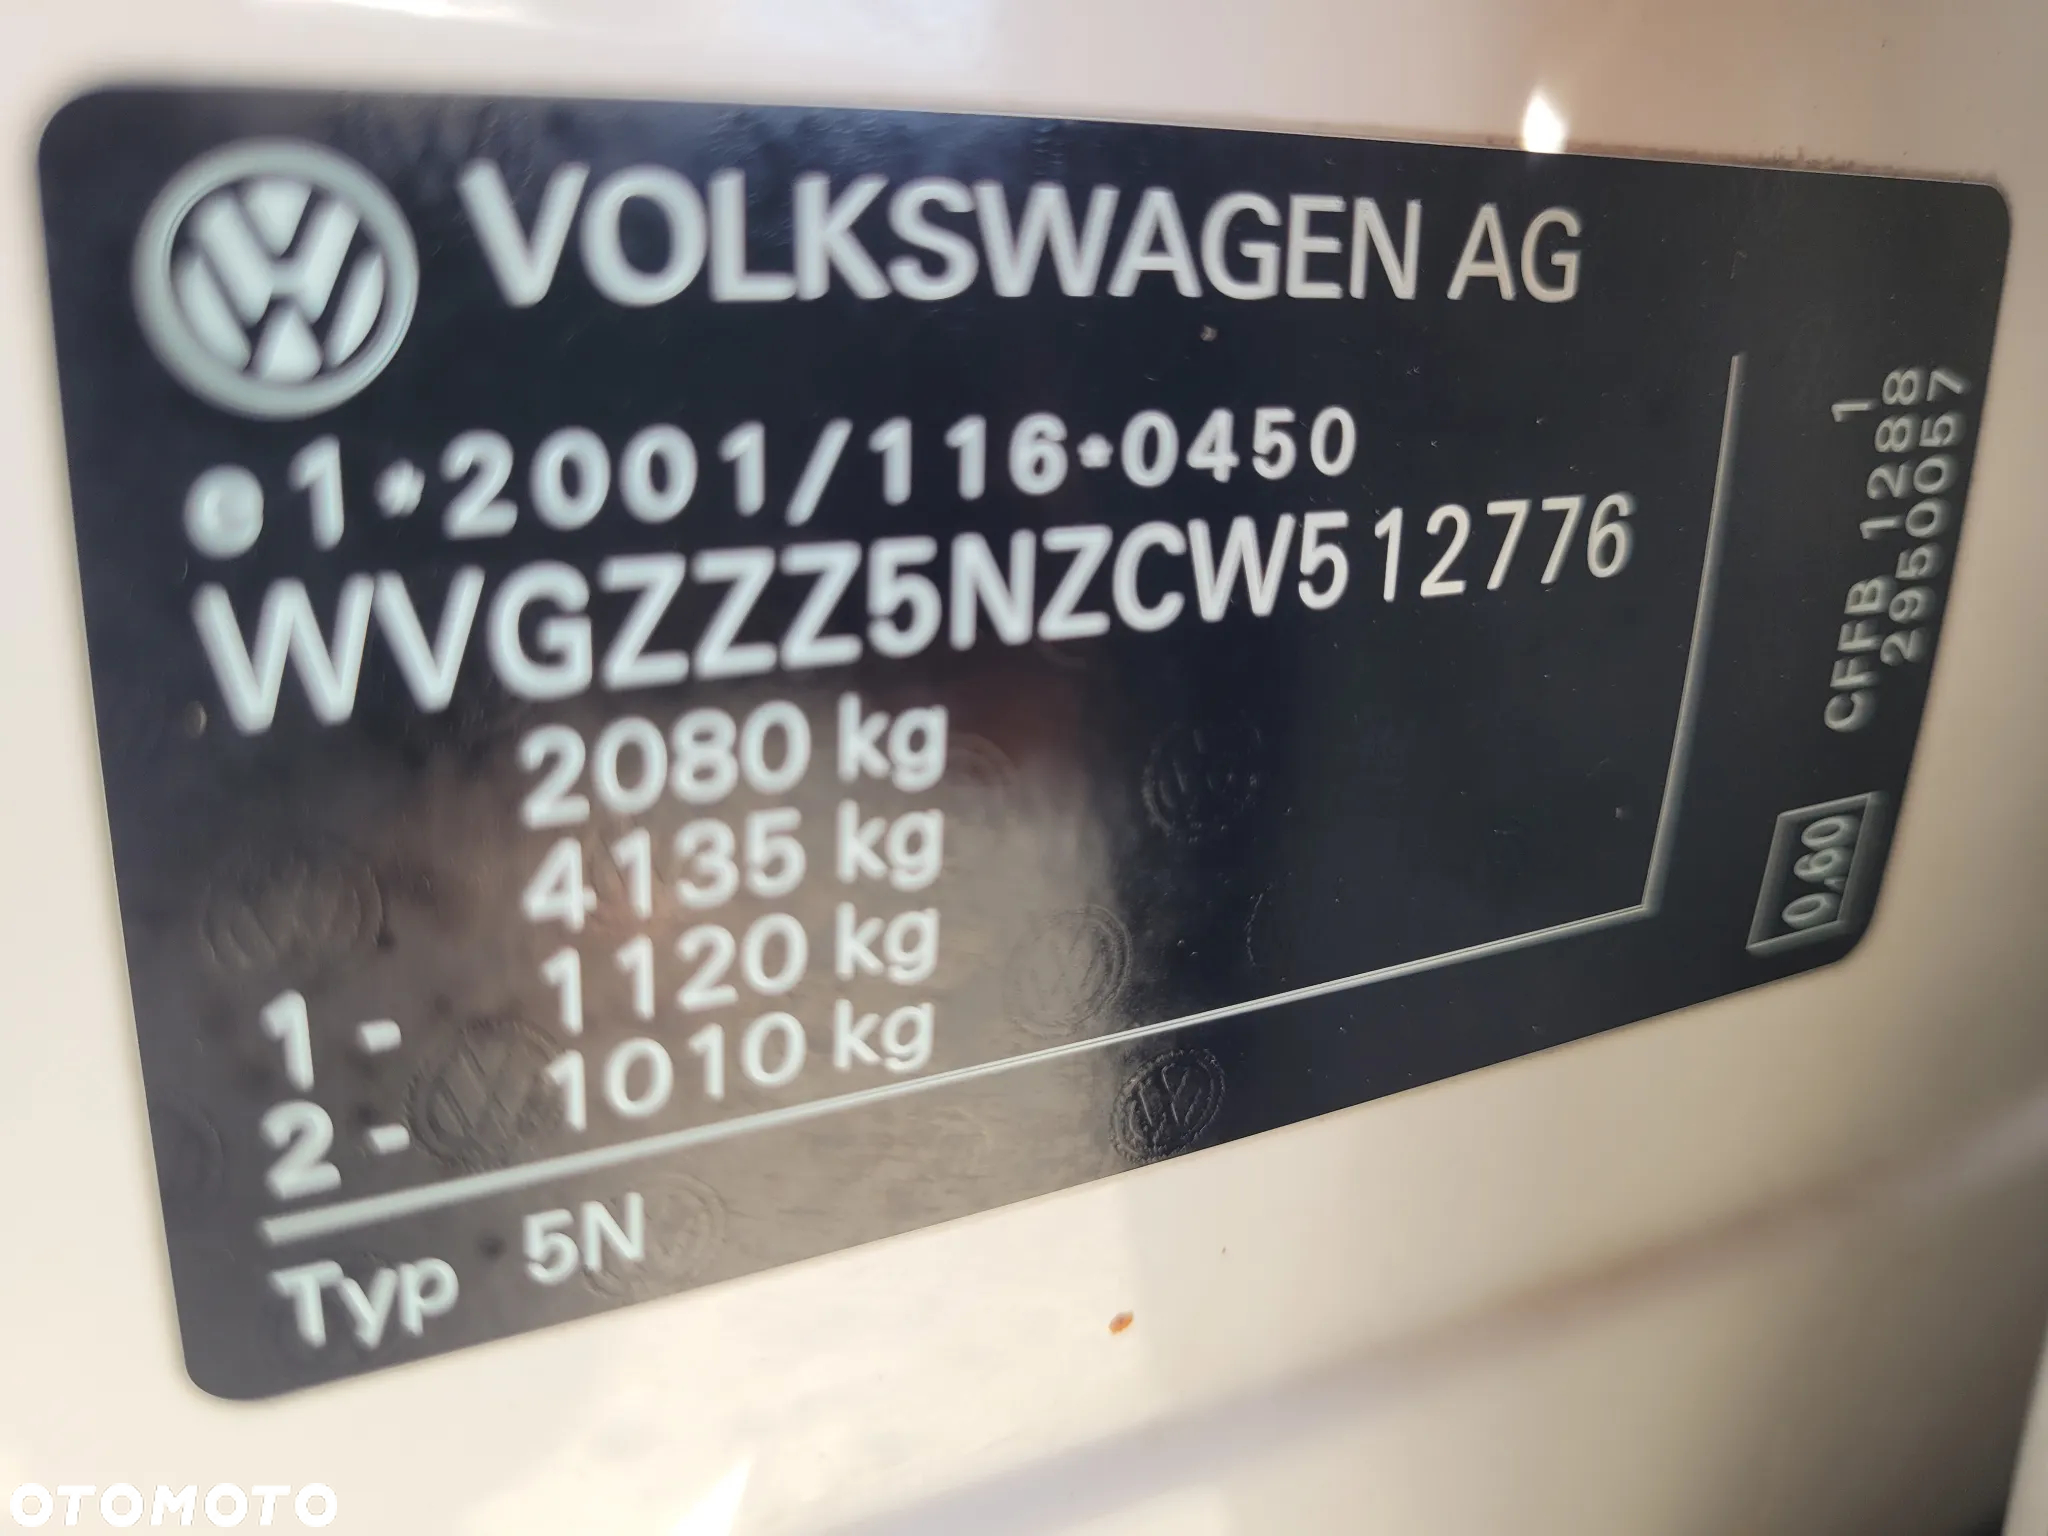 VOLKSWAGEN AG
e1*2001/116*0450
WVGZZZ5NZCW512776
2080 kg
4135 kg
1 - 1120 kg
2 - 1010 kg
Typ 5N
1
CFFB 1288
2950057
0,60
OTOMOTO